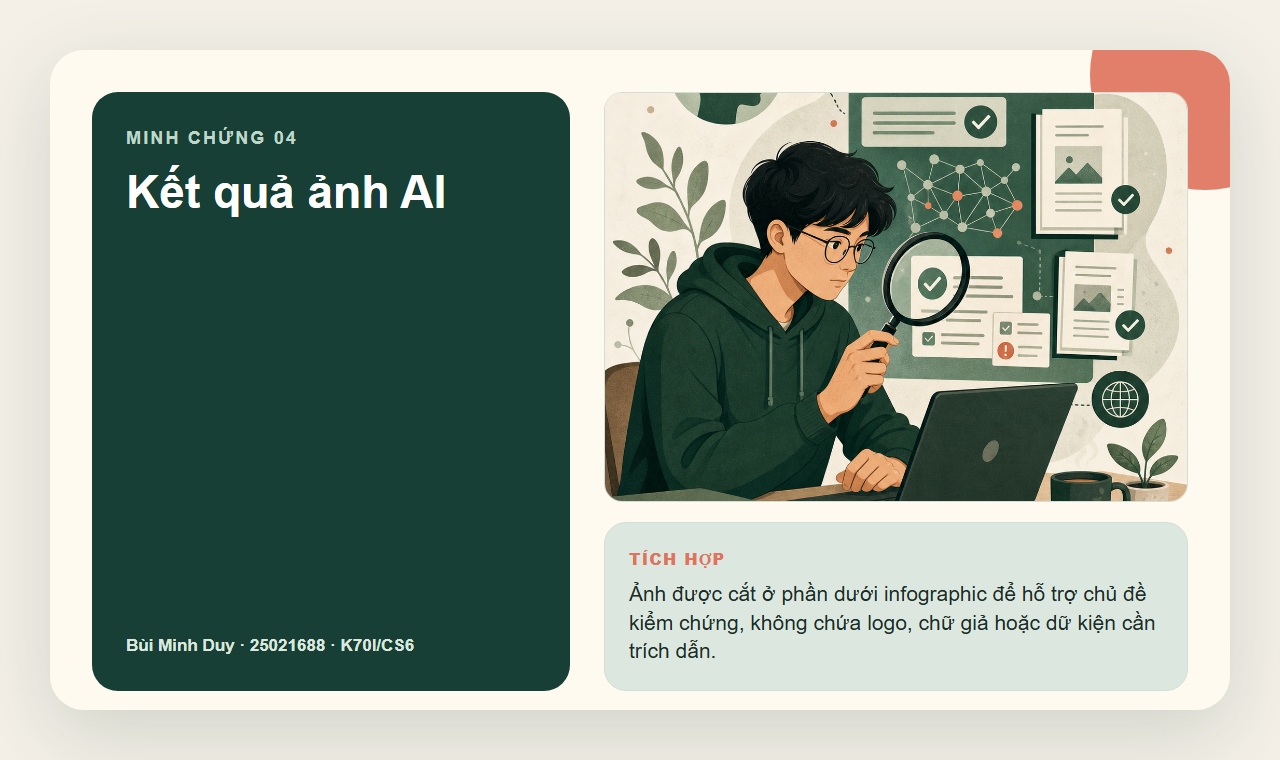 MINH CHỨNG 04
Kết quả ảnh AI
Bùi Minh Duy · 25021688 · K70I/CS6
TÍCH HỢP
Ảnh được cắt ở phần dưới infographic để hỗ trợ chủ đề
kiểm chứng, không chứa logo, chữ giả hoặc dữ kiện cần
trích dẫn.